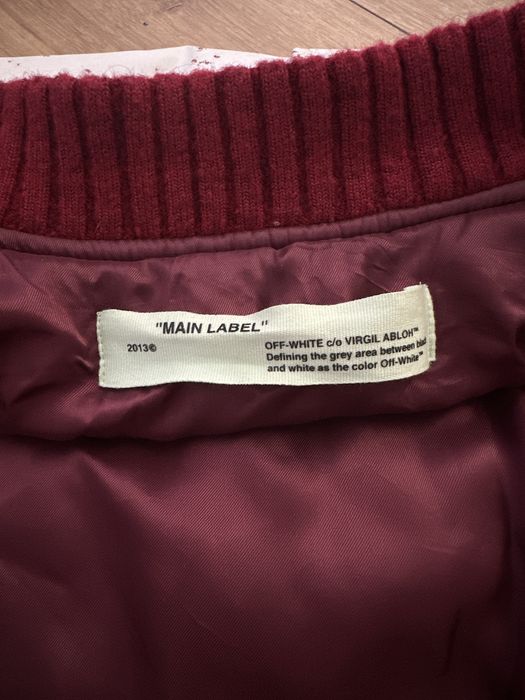 "MAIN LABEL"
2013©
OFF-WHITE c/o VIRGIL ABLOH™
Defining the grey area between black
and white as the color Off-White™